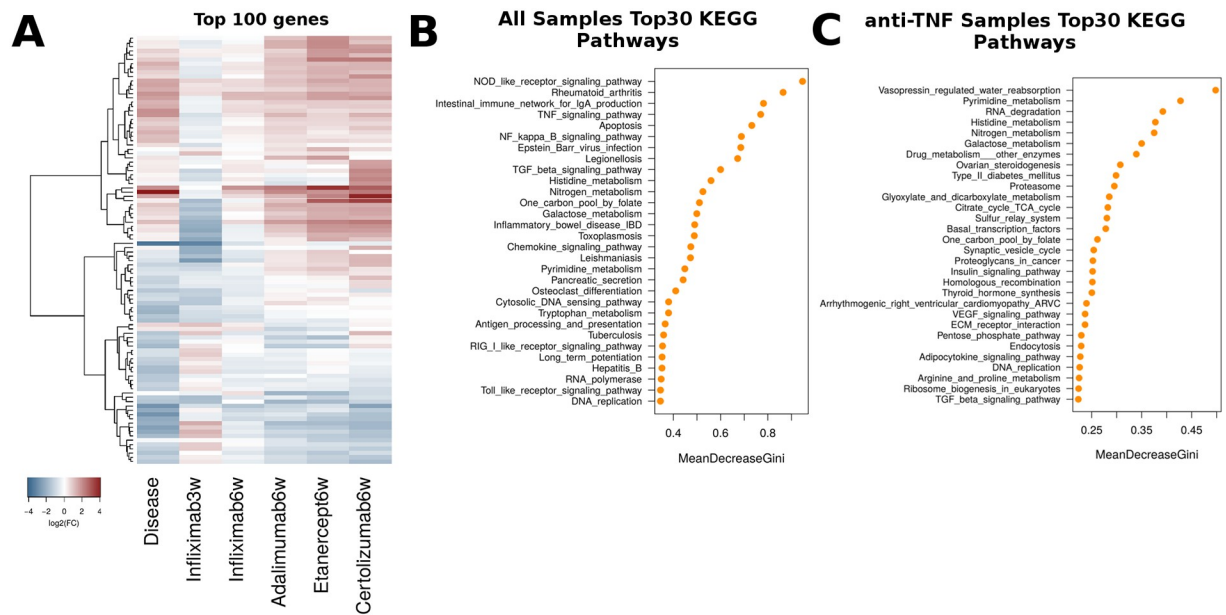 A
Top 100 genes
-4 -2 0 2 4
log2(FC)
Disease
Infliximab3w
Infliximab6w
Adalimumab6w
Etanercept6w
Certolizumab6w
B
All Samples Top30 KEGG
Pathways
NOD_like_receptor_signaling_pathway
Rheumatoid_arthritis
Intestinal_immune_network_for_IgA_production
TNF_signaling_pathway
Apoptosis
NF_kappa_B_signaling_pathway
Epstein_Barr_virus_infection
Legionellosis
TGF_beta_signaling_pathway
Histidine_metabolism
Nitrogen_metabolism
One_carbon_pool_by_folate
Galactose_metabolism
Inflammatory_bowel_disease_IBD
Toxoplasmosis
Chemokine_signaling_pathway
Leishmaniasis
Pyrimidine_metabolism
Pancreatic_secretion
Osteoclast_differentiation
Cytosolic_DNA_sensing_pathway
Tryptophan_metabolism
Antigen_processing_and_presentation
Tuberculosis
RIG_I_like_receptor_signaling_pathway
Long_term_potentiation
Hepatitis_B
RNA_polymerase
Toll_like_receptor_signaling_pathway
DNA_replication
0.4 0.6 0.8
MeanDecreaseGini
C
anti-TNF Samples Top30 KEGG
Pathways
Vasopressin_regulated_water_reabsorption
Pyrimidine_metabolism
RNA_degradation
Histidine_metabolism
Nitrogen_metabolism
Galactose_metabolism
Drug_metabolism___other_enzymes
Ovarian_steroidogenesis
Type_II_diabetes_mellitus
Proteasome
Glyoxylate_and_dicarboxylate_metabolism
Citrate_cycle_TCA_cycle
Sulfur_relay_system
Basal_transcription_factors
One_carbon_pool_by_folate
Synaptic_vesicle_cycle
Proteoglycans_in_cancer
Insulin_signaling_pathway
Homologous_recombination
Thyroid_hormone_synthesis
Arrhythmogenic_right_ventricular_cardiomyopathy_ARVC
VEGF_signaling_pathway
ECM_receptor_interaction
Pentose_phosphate_pathway
Endocytosis
Adipocytokine_signaling_pathway
DNA_replication
Arginine_and_proline_metabolism
Ribosome_biogenesis_in_eukaryotes
TGF_beta_signaling_pathway
0.25 0.35 0.45
MeanDecreaseGini